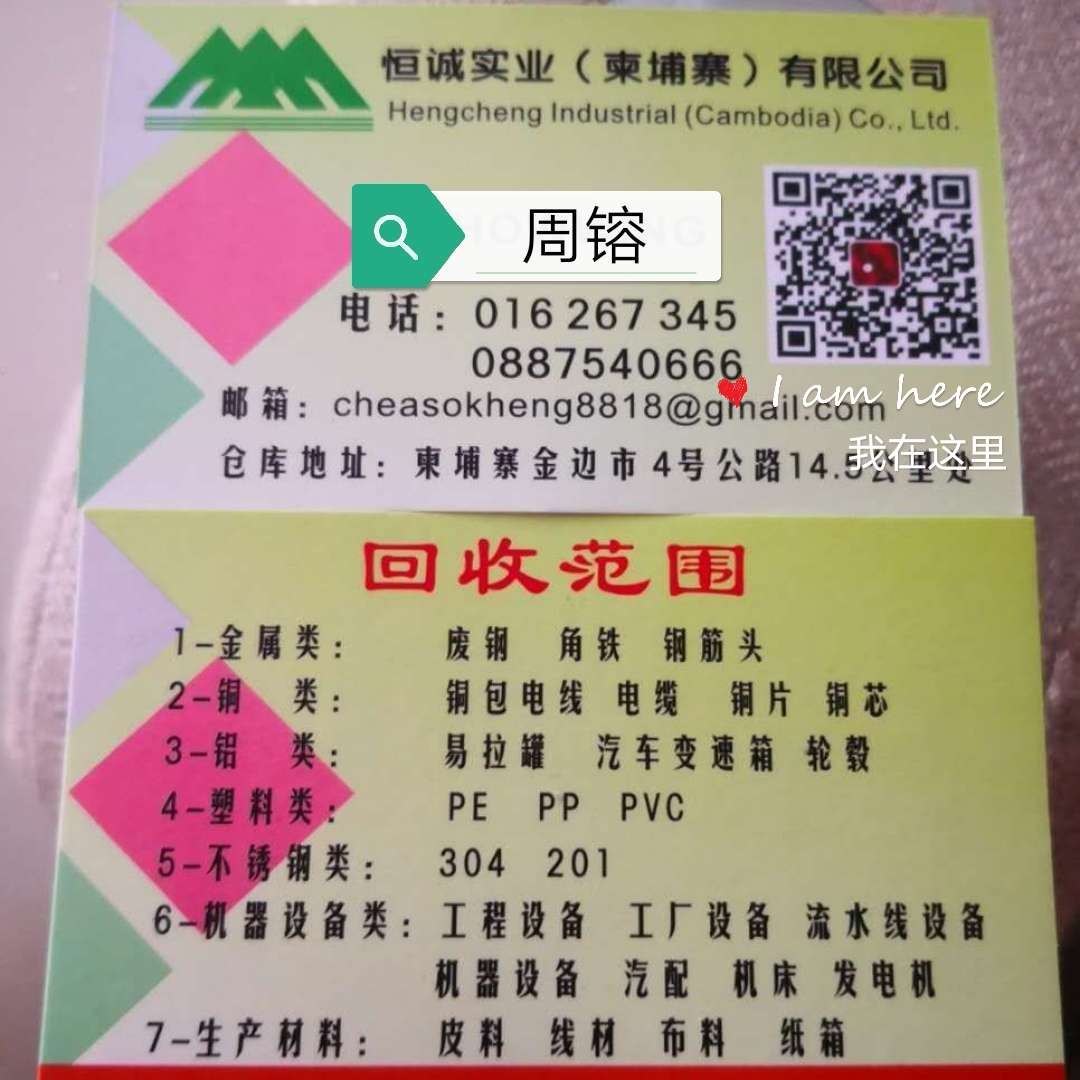 恒诚实业（柬埔寨）有限公司
Hengcheng Industrial (Cambodia) Co., Ltd.
周镕
电话：016 267 345
0887540666
邮箱：cheasokheng8818@gmail.com
I am here
我在这里
仓库地址：柬埔寨金边市4号公路14.5公里处
回收范围
1-金属类： 废钢 角铁 钢筋头
2-铜 类： 铜包电线 电缆 铜片 铜芯
3-铝 类： 易拉罐 汽车变速箱 轮毂
4-塑料类： PE PP PVC
5-不锈钢类： 304 201
6-机器设备类：工程设备 工厂设备 流水线设备
机器设备 汽配 机床 发电机
7-生产材料： 皮料 线材 布料 纸箱